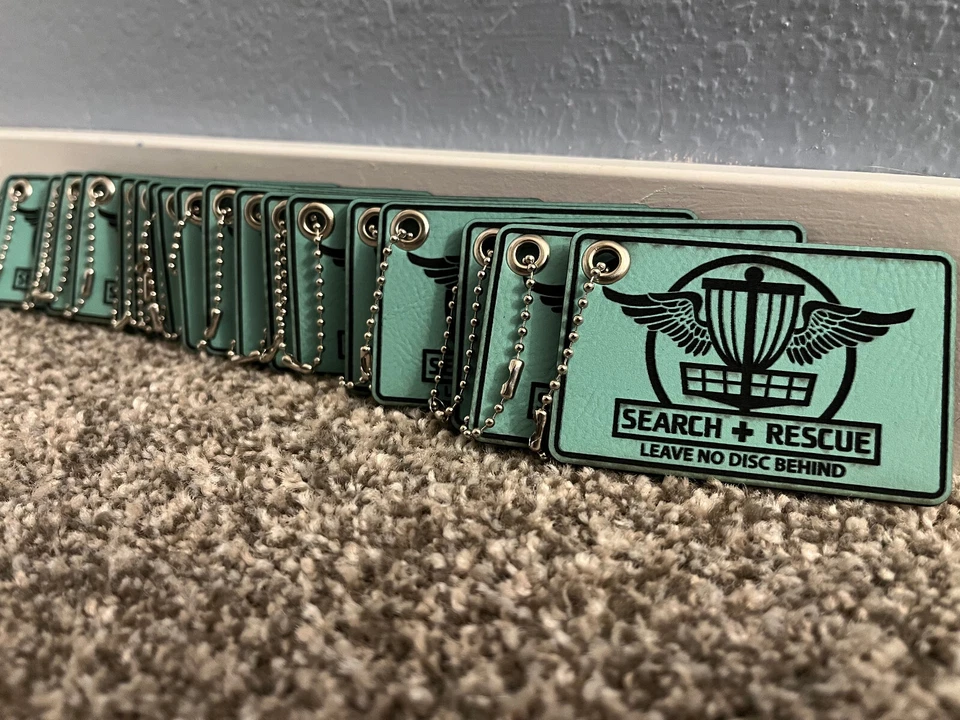 SEARCH + RESCUE
LEAVE NO DISC BEHIND